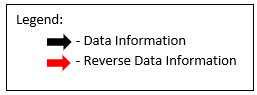 Legend:
- Data Information
- Reverse Data Information